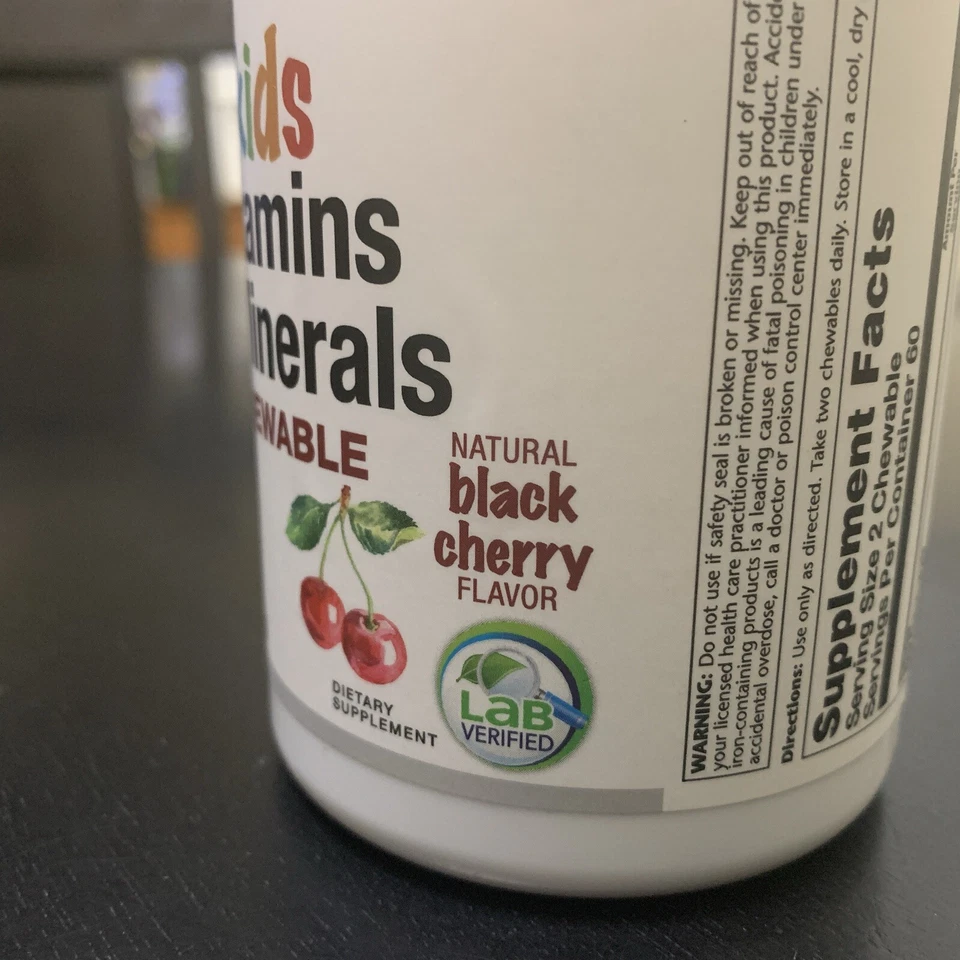 ids
amins
inerals
EWABLE
NATURAL
black
cherry
FLAVOR
DIETARY
SUPPLEMENT
LaB
VERIFIED
WARNING: Do not use if safety seal is broken or missing. Keep out of reach of
your licensed health care practitioner informed when using this product. Accide
iron-containing products is a leading cause of fatal poisoning in children under
accidental overdose, call a doctor or poison control center immediately.
Directions: Use only as directed. Take two chewables daily. Store in a cool, dry
Supplement Facts
Serving Size 2 Chewable
Servings Per Container 60
Amount Per